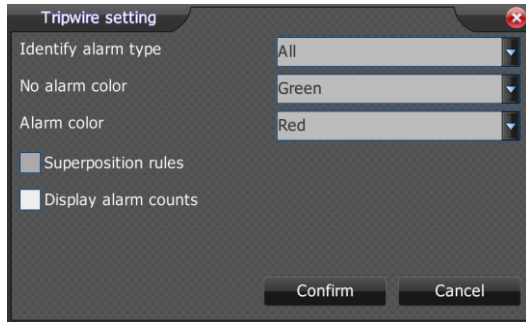 Tripwire setting
Identify alarm type All
No alarm color Green
Alarm color Red
Superposition rules
Display alarm counts
Confirm Cancel